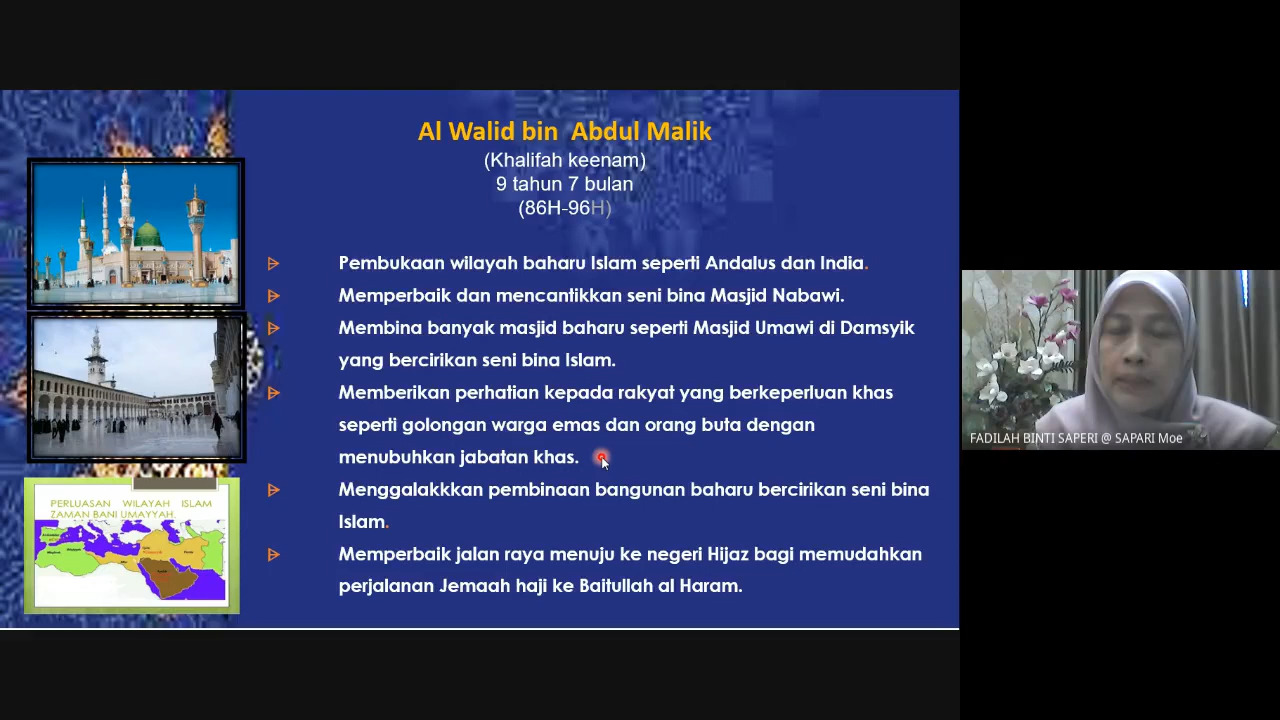 Al Walid bin Abdul Malik
(Khalifah keenam)
9 tahun 7 bulan
(86H-96H)
Pembukaan wilayah baharu Islam seperti Andalus dan India.
Memperbaik dan mencantikkan seni bina Masjid Nabawi.
Membina banyak masjid baharu seperti Masjid Umawi di Damsyik
yang bercirikan seni bina Islam.
Memberikan perhatian kepada rakyat yang berkeperluan khas
seperti golongan warga emas dan orang buta dengan
menubuhkan jabatan khas.
Menggalakkkan pembinaan bangunan baharu bercirikan seni bina
Islam.
Memperbaik jalan raya menuju ke negeri Hijaz bagi memudahkan
perjalanan Jemaah haji ke Baitullah al Haram.
PERLUASAN WILAYAH ISLAM
ZAMAN BANI UMAYYAH.
FADILAH BINTI SAPERI @ SAPARI Moe